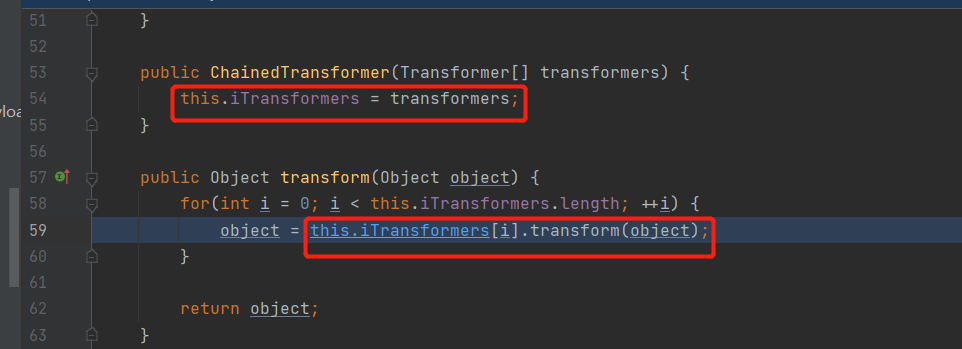 51 }
52
53 public ChainedTransformer(Transformer[] transformers) {
54 this.iTransformers = transformers;
55 }
56
57 public Object transform(Object object) {
58 for(int i = 0; i < this.iTransformers.length; ++i) {
59 object = this.iTransformers[i].transform(object);
60 }
61
62 return object;
63 }